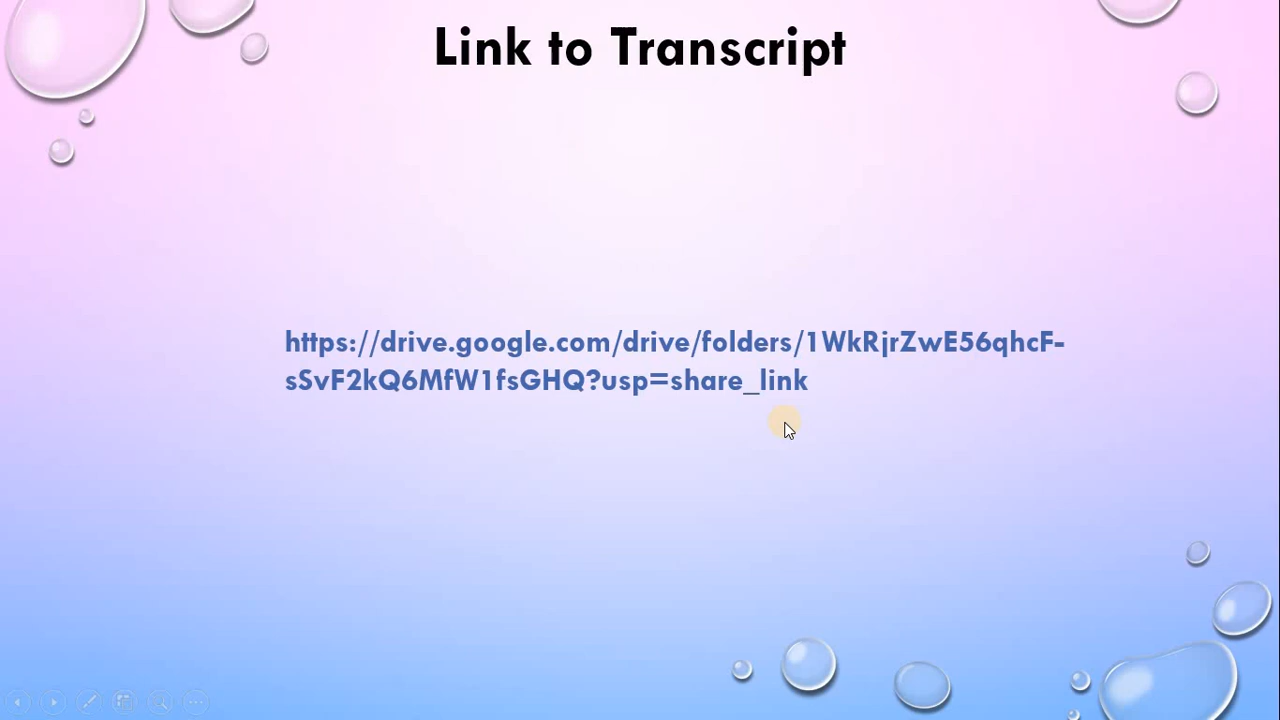 Link to Transcript
https://drive.google.com/drive/folders/1WkRjrZwE56qhcF-
sSvF2kQ6MfW1fsGHQ?usp=share_link